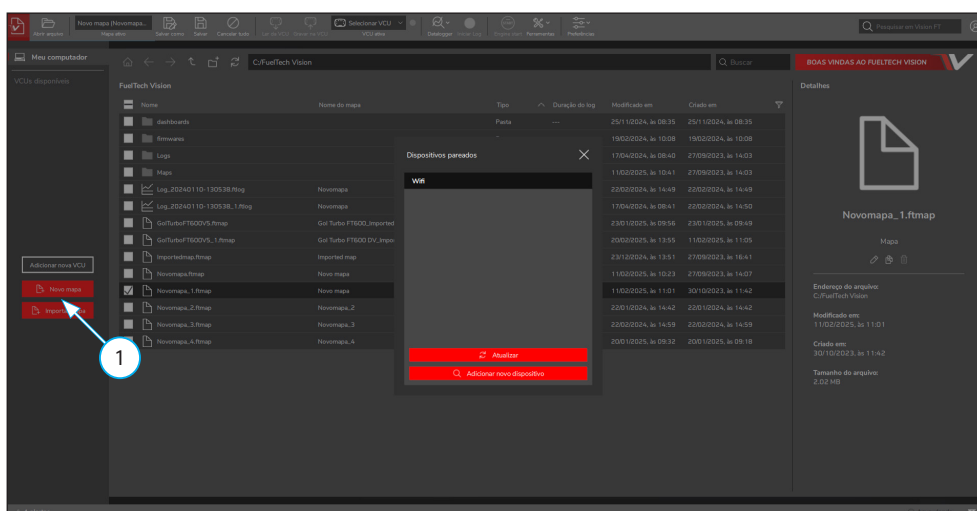 Abrir arquivo
Novo mapa (Novomapa...
Mapa ativo
Salvar como
Salvar
Cancelar tudo
Ler da VCU
Gravar na VCU
Selecionar VCU
VCU ativa
Datalogger
Iniciar Log
Engine start
Ferramentas
Preferências
Pesquisar em Vision FT
Meu computador
C:/FuelTech Vision
Buscar
BOAS VINDAS AO FUELTECH VISION
VCUs disponíveis
FuelTech Vision
Detalhes
Nome
Nome do mapa
Tipo
Duração do log
Modificado em
Criado em
dashboards
Pasta
25/11/2024, às 08:35
25/11/2024, às 08:35
firmwares
19/02/2024, às 10:08
19/02/2024, às 10:08
Logs
17/04/2024, às 08:40
27/09/2023, às 14:03
Maps
11/02/2025, às 10:41
27/09/2023, às 14:03
Log_20240110-130538.ftlog
Novomapa
22/02/2024, às 14:49
22/02/2024, às 14:49
Log_20240110-130538_1.ftlog
Novomapa
17/04/2024, às 08:41
22/02/2024, às 14:50
GolTurboFT600V5.ftmap
Gol Turbo FT600_Imported
23/01/2025, às 09:56
23/01/2025, às 09:49
GolTurboFT600V5_1.ftmap
Gol Turbo FT600 DV_Impo
20/02/2025, às 13:55
11/02/2025, às 11:05
Importedmap.ftmap
Imported map
23/12/2024, às 13:51
27/09/2023, às 16:41
Novomapa.ftmap
Novo mapa
11/02/2025, às 10:23
27/09/2023, às 14:07
Novomapa_1.ftmap
Novo mapa
11/02/2025, às 11:01
30/10/2023, às 11:42
Novomapa_2.ftmap
Novomapa_2
22/01/2024, às 14:42
22/01/2024, às 14:42
Novomapa_3.ftmap
Novomapa_3
22/02/2024, às 14:59
22/02/2024, às 14:59
Novomapa_4.ftmap
Novomapa_4
20/01/2025, às 09:32
20/01/2025, às 09:18
Dispositivos pareados
Wifi
Atualizar
Adicionar novo dispositivo
Adicionar nova VCU
Novo mapa
1
Novomapa_1.ftmap
Mapa
Endereço do arquivo:
C:/FuelTech Vision
Modificado em:
11/02/2025, às 11:01
Criado em:
30/10/2023, às 11:42
Tamanho do arquivo:
2.02 MB